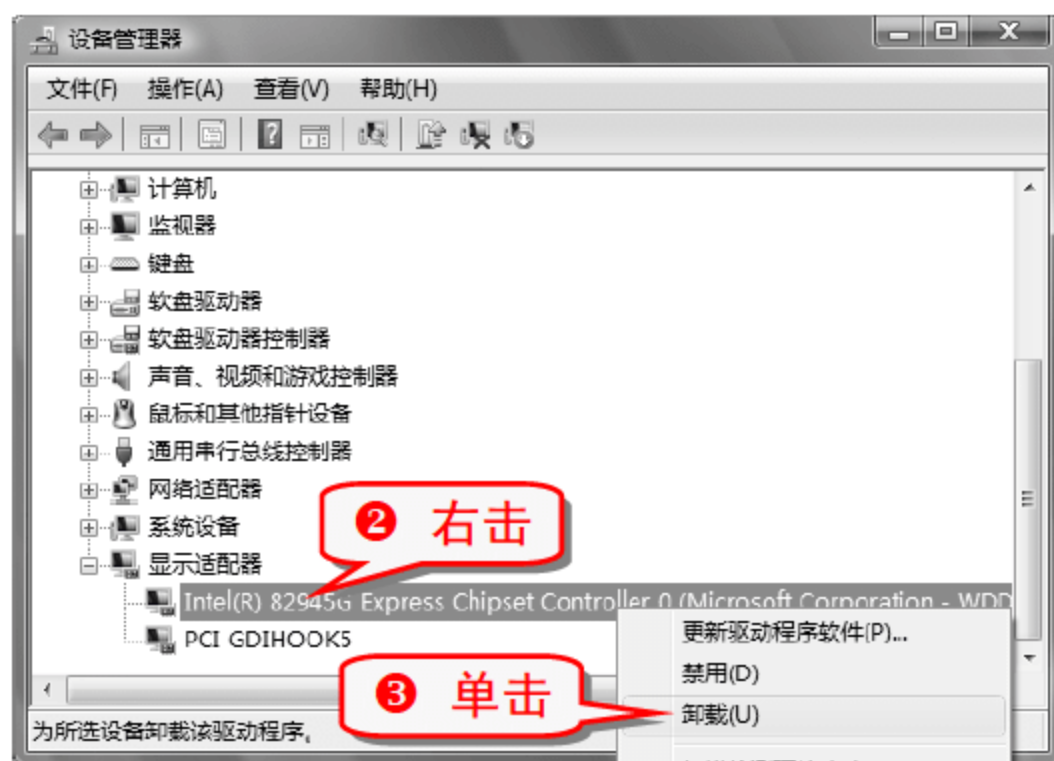 设备管理器
文件(F) 操作(A) 查看(V) 帮助(H)
计算机
监视器
键盘
软盘驱动器
软盘驱动器控制器
声音、视频和游戏控制器
鼠标和其他指针设备
通用串行总线控制器
网络适配器
系统设备
❷ 右击
显示适配器
Intel(R) 82945G Express Chipset Controller 0 (Microsoft Corporation - WDD
PCI GDIHOOK5
更新驱动程序软件(P)...
禁用(D)
❸ 单击
卸载(U)
为所选设备卸载该驱动程序。